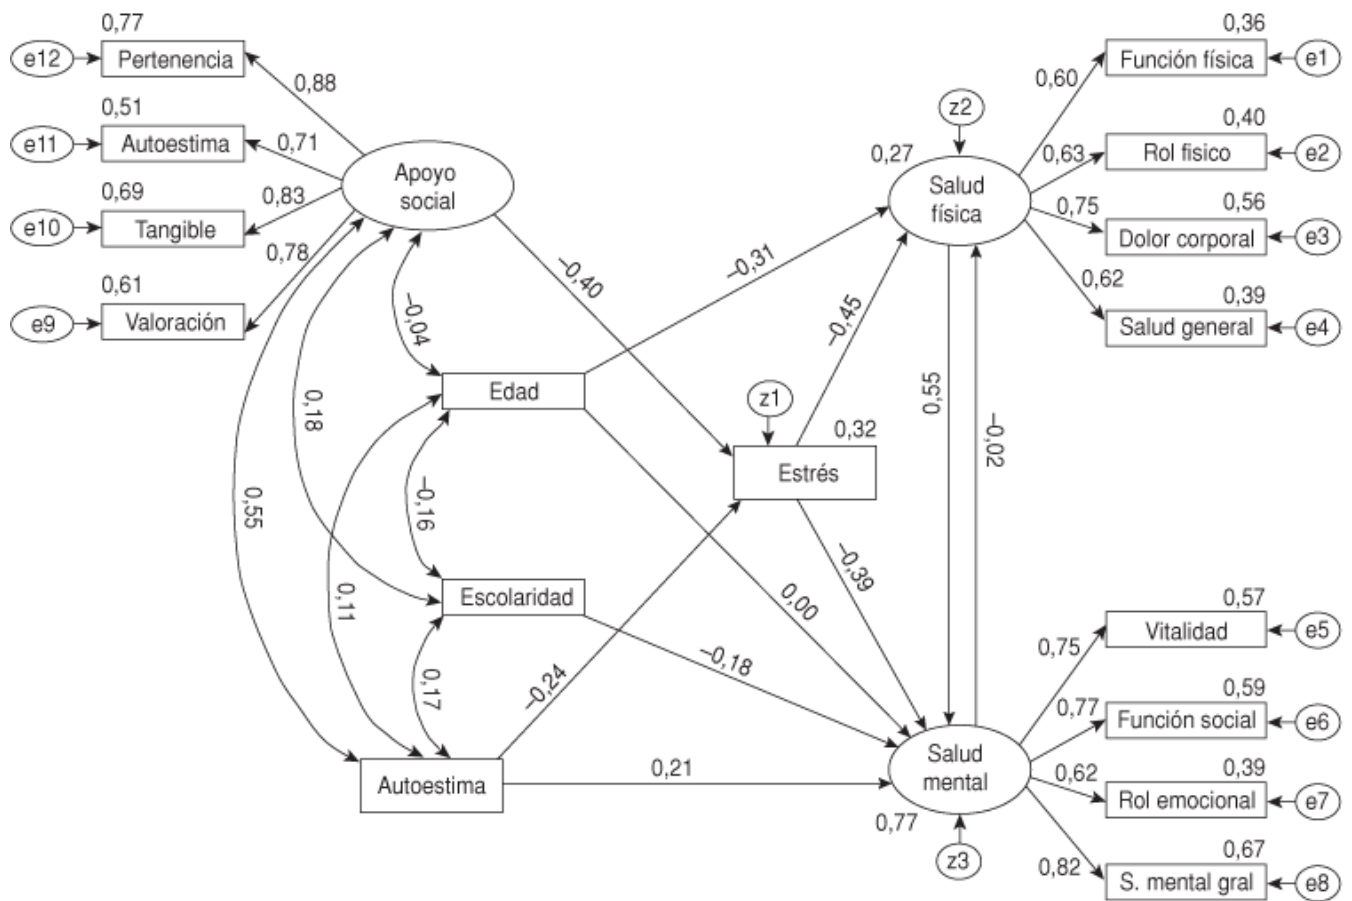 0,77
e12
Pertenencia
0,88
0,51
e11
Autoestima
0,71
0,69
e10
Tangible
0,83
0,61
e9
Valoración
0,78
Apoyo
social
–0,04
–0,40
0,18
0,55
Edad
–0,31
0,00
–0,16
0,11
Escolaridad
–0,18
0,17
Autoestima
–0,24
0,21
z1
0,32
Estrés
–0,45
–0,39
z2
0,27
Salud
física
0,55
–0,02
0,36
Función física
e1
0,60
0,40
Rol fisico
e2
0,63
0,56
Dolor corporal
e3
0,75
0,39
Salud general
e4
0,62
Salud
mental
0,77
z3
0,57
Vitalidad
e5
0,75
0,59
Función social
e6
0,77
0,39
Rol emocional
e7
0,62
0,67
S. mental gral
e8
0,82